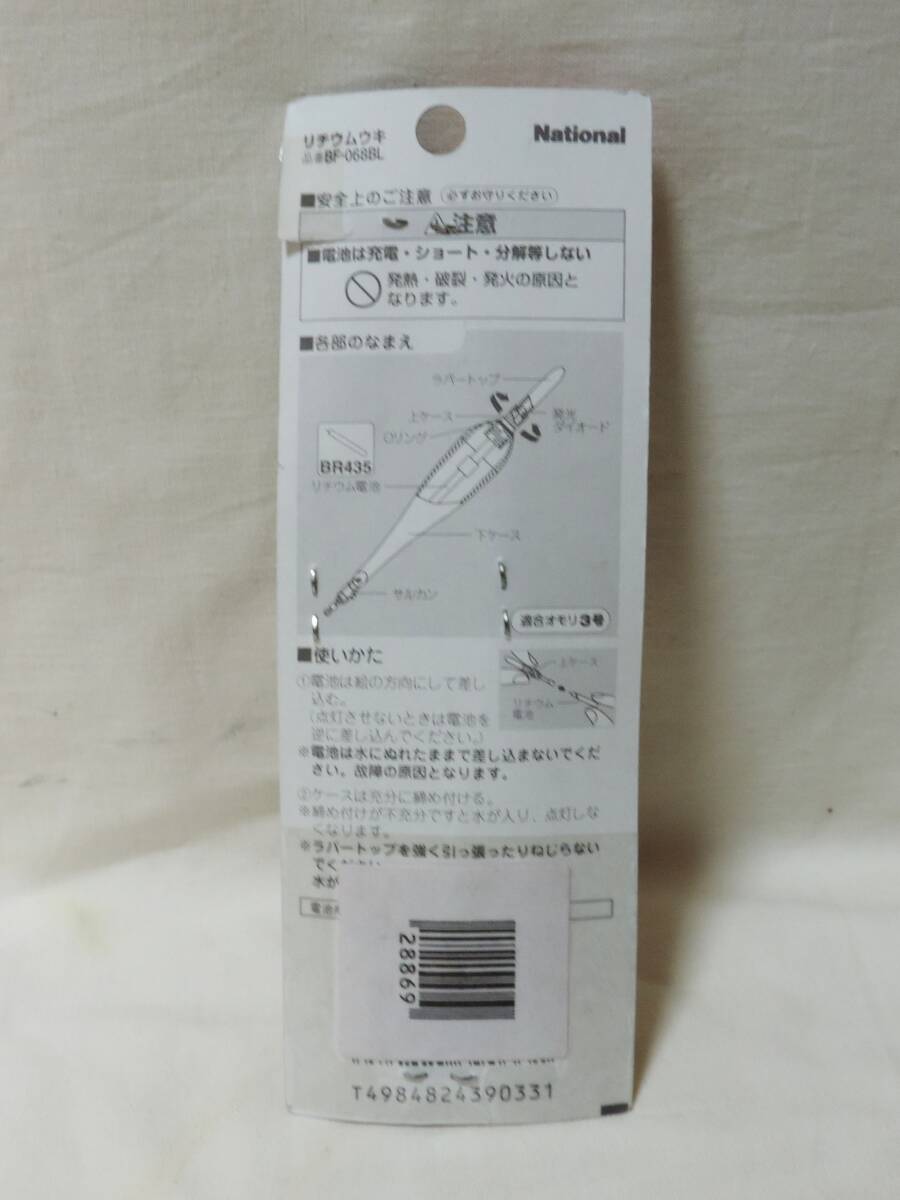 リチウムウキ
品番BF-068BL
National
■安全上のご注意 (必ずお守りください)
注意
■電池は充電・ショート・分解等しない
発熱・破裂・発火の原因と
なります。
■各部のなまえ
ラバートップ
上ケース
発光
ダイオード
Oリング
BR435
リチウム電池
下ケース
サルカン
適合オモリ3号
■使いかた
①電池は絵の方向にして差し
込む。
(点灯させないときは電池を
逆に差し込んでください。)
上ケース
リチウム
電池
※電池は水にぬれたままで差し込まないでくだ
さい。故障の原因となります。
②ケースは充分に締め付ける。
※締め付けが不充分ですと水が入り、点灯しな
くなります。
※ラバートップを強く引っ張ったりねじらない
でく
水が
電池
28869
T4984824390331